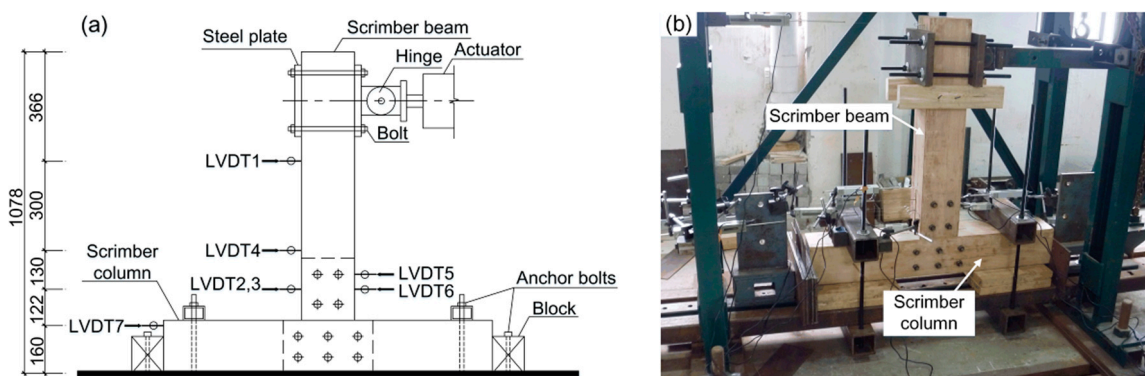 (a)
Scrimber beam
Steel plate
Actuator
Hinge
Bolt
LVDT1
LVDT4
LVDT5
LVDT2,3
LVDT6
Scrimber
column
Anchor bolts
LVDT7
Block
1078
366
300
130
122
160
(b)
Scrimber beam
Scrimber
column